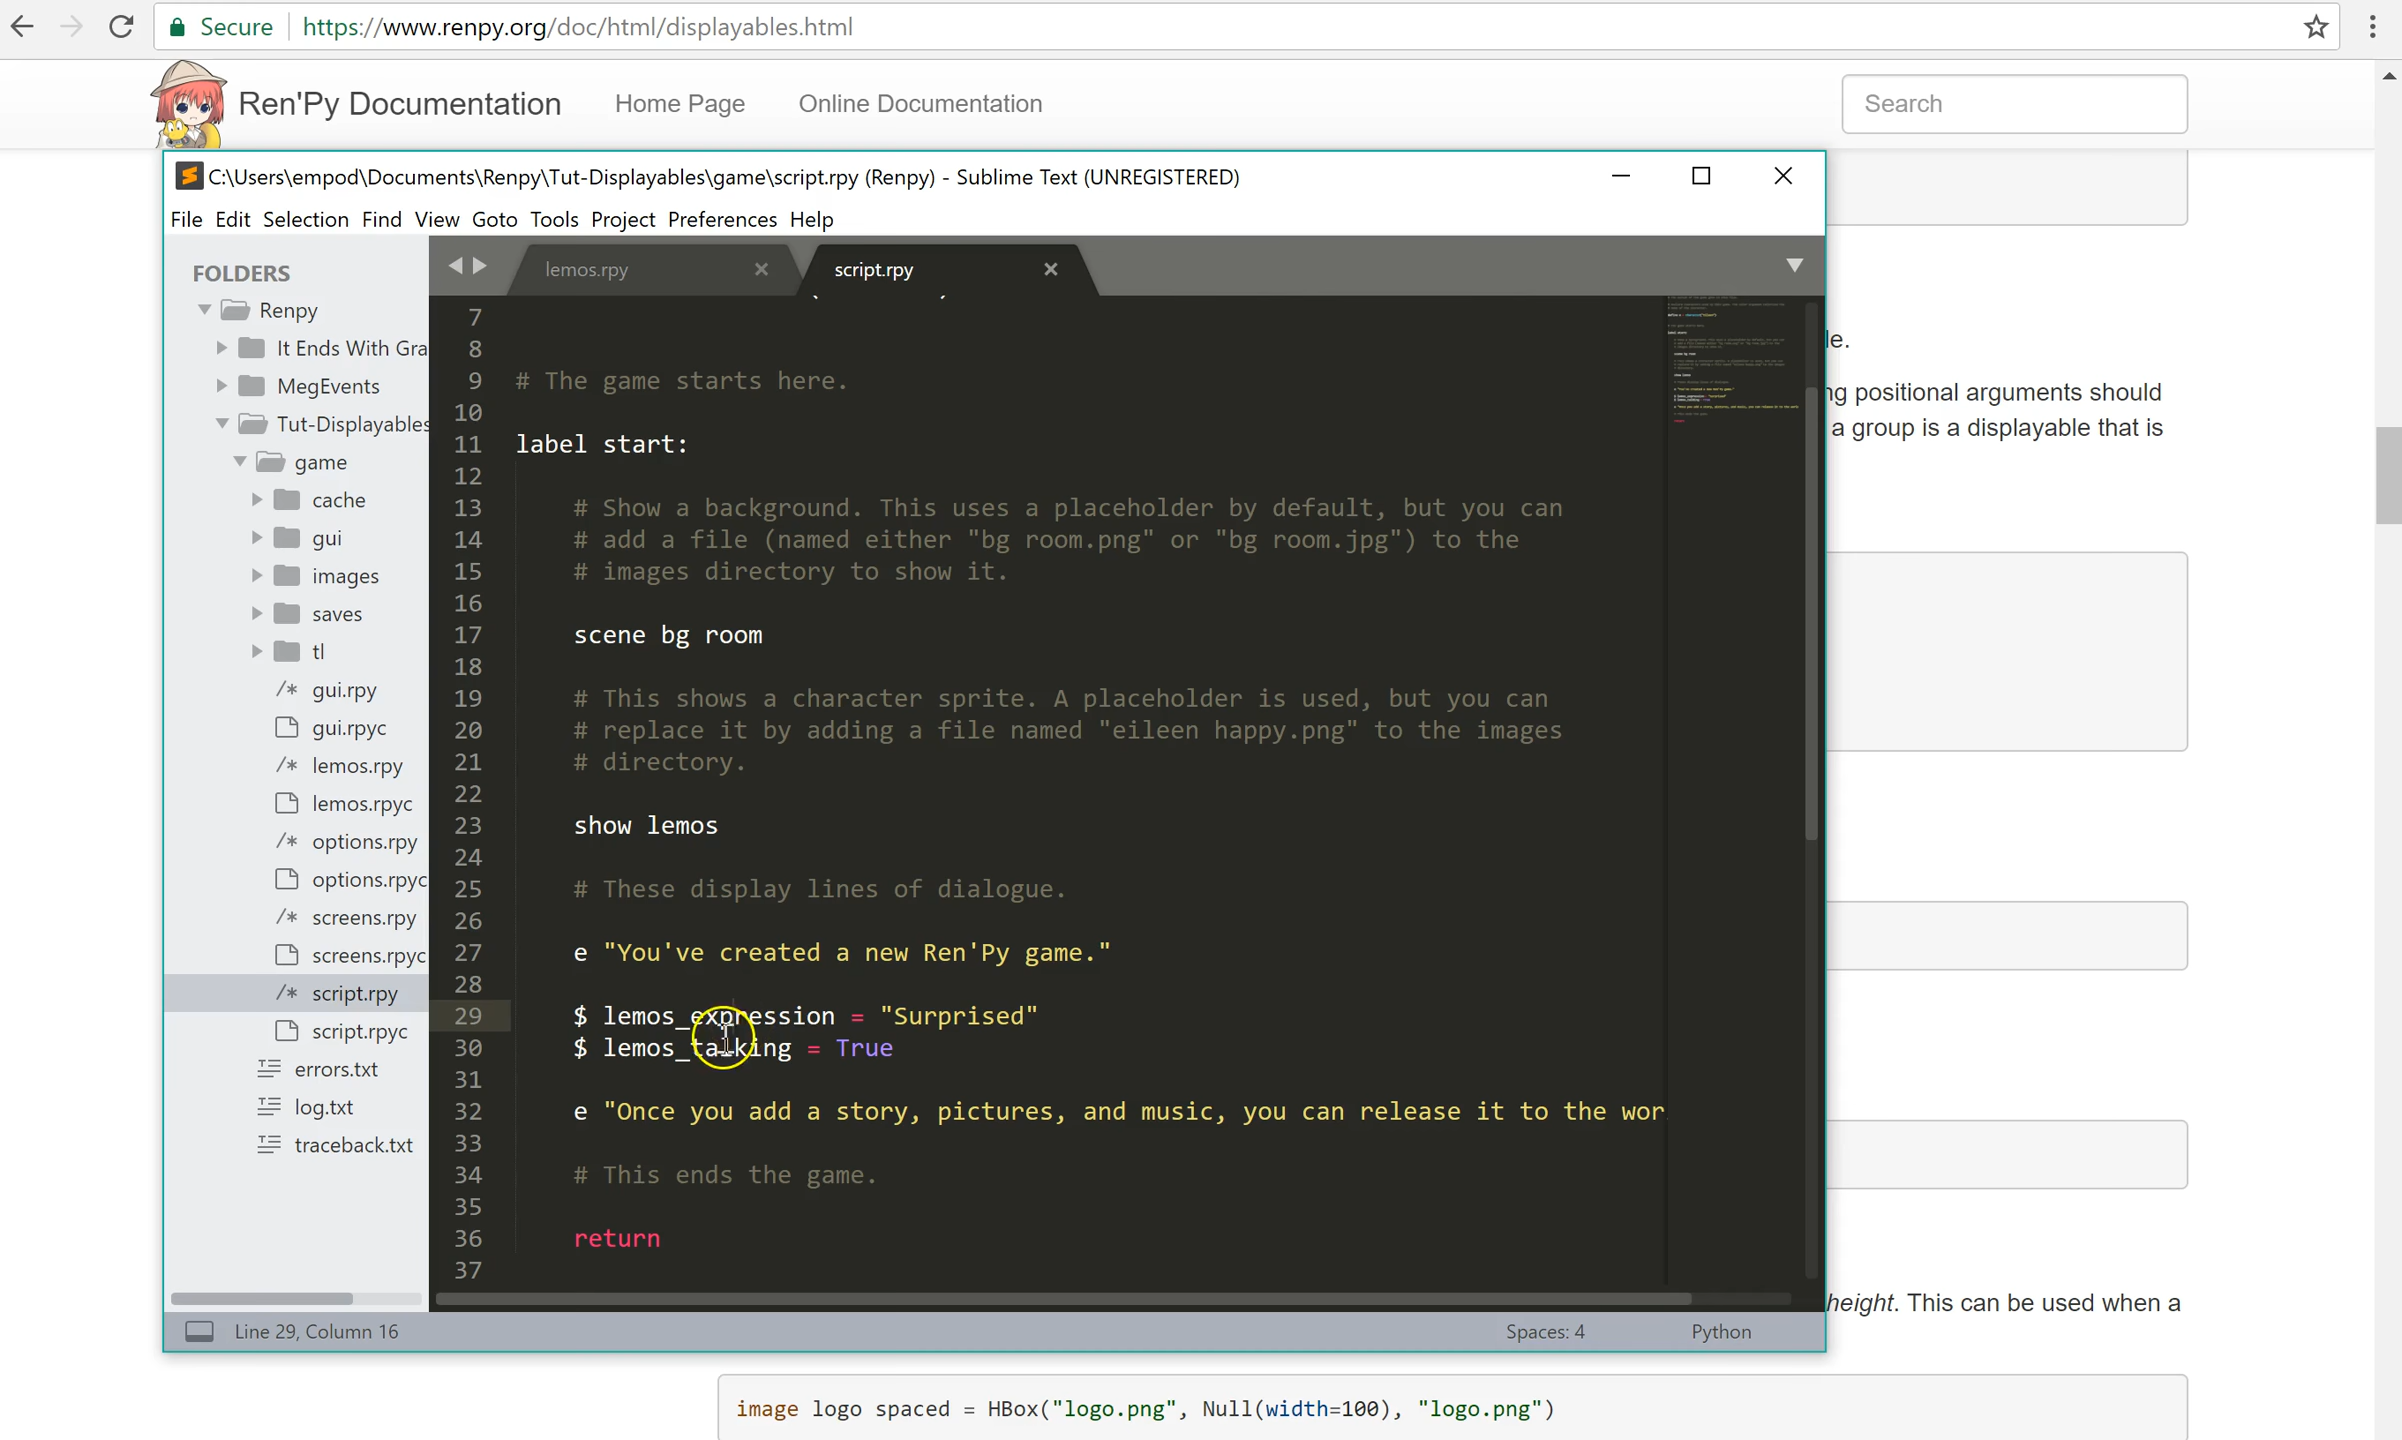 Secure https://www.renpy.org/doc/html/displayables.html
Ren'Py Documentation Home Page Online Documentation Search
C:\Users\empod\Documents\Renpy\Tut-Displayables\game\script.rpy (Renpy) - Sublime Text (UNREGISTERED)
File Edit Selection Find View Goto Tools Project Preferences Help
FOLDERS
Renpy
It Ends With Gra
MegEvents
Tut-Displayables
game
cache
gui
images
saves
tl
/* gui.rpy
gui.rpyc
/* lemos.rpy
lemos.rpyc
/* options.rpy
options.rpyc
/* screens.rpy
screens.rpyc
/* script.rpy
script.rpyc
errors.txt
log.txt
traceback.txt
lemos.rpy script.rpy
7
8
9 # The game starts here.
10
11 label start:
12
13 # Show a background. This uses a placeholder by default, but you can
14 # add a file (named either "bg room.png" or "bg room.jpg") to the
15 # images directory to show it.
16
17 scene bg room
18
19 # This shows a character sprite. A placeholder is used, but you can
20 # replace it by adding a file named "eileen happy.png" to the images
21 # directory.
22
23 show lemos
24
25 # These display lines of dialogue.
26
27 e "You've created a new Ren'Py game."
28
29 $ lemos_expression = "Surprised"
30 $ lemos_talking = True
31
32 e "Once you add a story, pictures, and music, you can release it to the wor
33
34 # This ends the game.
35
36 return
37
Line 29, Column 16 Spaces: 4 Python
le.
ng positional arguments should
a group is a displayable that is
height. This can be used when a
image logo spaced = HBox("logo.png", Null(width=100), "logo.png")